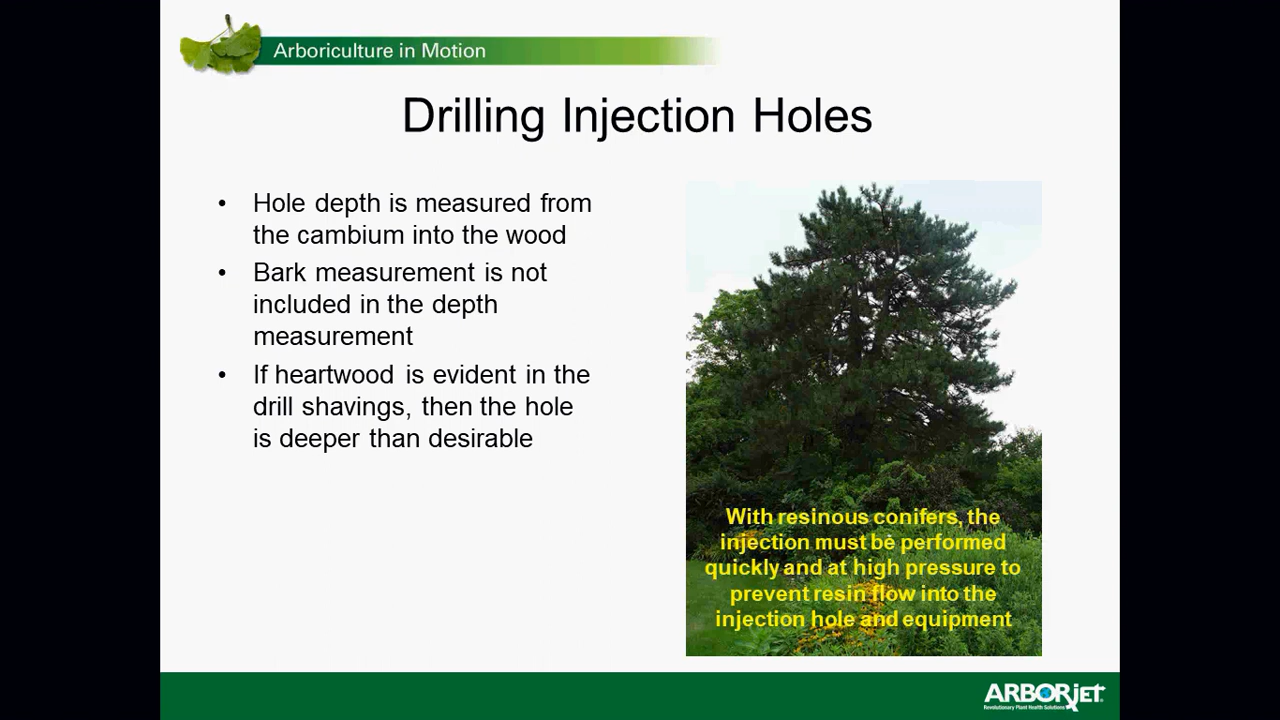 Arboriculture in Motion
Drilling Injection Holes
• Hole depth is measured from
the cambium into the wood
• Bark measurement is not
included in the depth
measurement
• If heartwood is evident in the
drill shavings, then the hole
is deeper than desirable
With resinous conifers, the
injection must be performed
quickly and at high pressure to
prevent resin flow into the
injection hole and equipment
ARBORjET
Revolutionary Plant Health Solutions